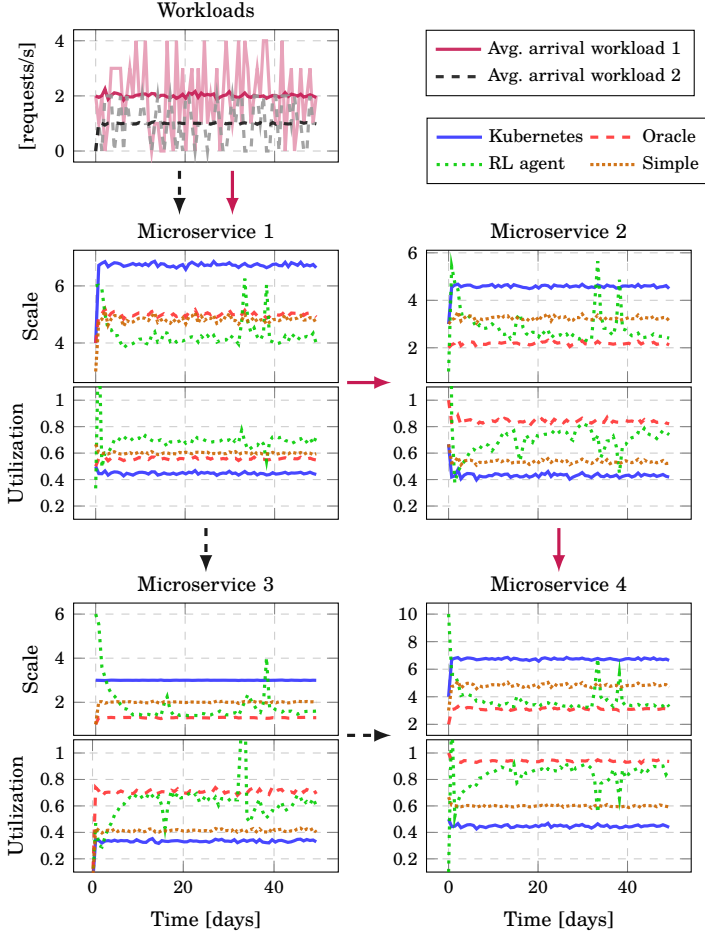 Workloads
[requests/s]
4
2
0
Avg. arrival workload 1
Avg. arrival workload 2
Kubernetes
Oracle
RL agent
Simple
Microservice 1
Scale
6
4
Utilization
1
0.8
0.6
0.4
0.2
Microservice 2
6
4
2
1
0.8
0.6
0.4
0.2
Microservice 3
Scale
6
4
2
Utilization
1
0.8
0.6
0.4
0.2
0
20
40
Time [days]
Microservice 4
10
8
6
4
2
1
0.8
0.6
0.4
0.2
0
20
40
Time [days]